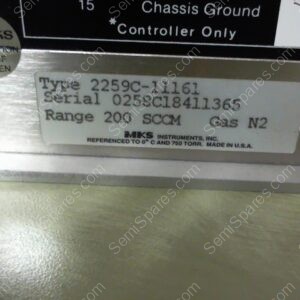 15 Chassis Ground
*Controller Only
Type 2259C-11161
Serial 0258C18411365
Range 200 SCCM Gas N2
MKS INSTRUMENTS, INC.
REFERENCED TO 0° C AND 760 TORR. MADE IN U.S.A.
SemiSpares.com